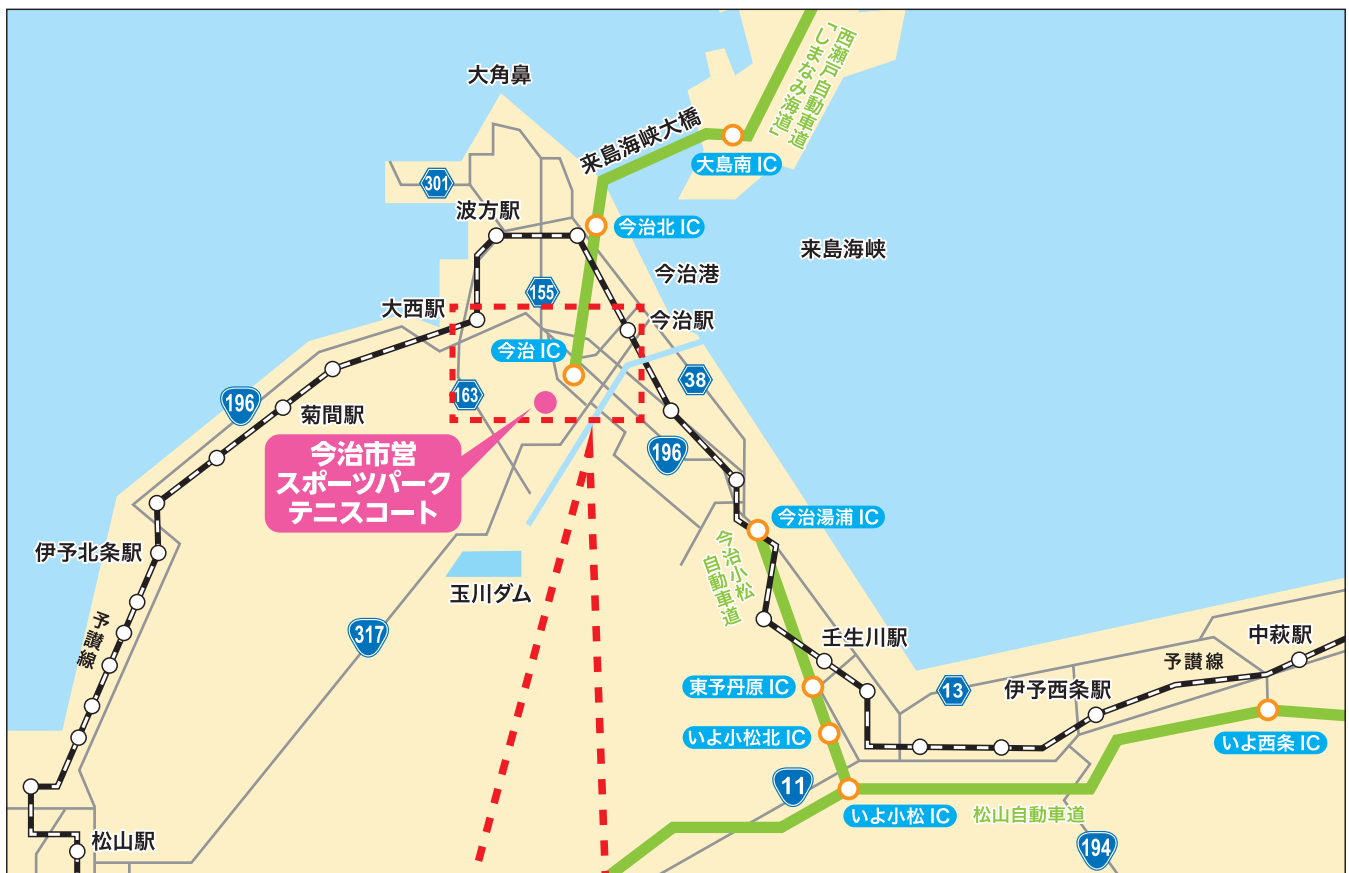 大角鼻
西瀬戸自動車道
「しまなみ海道」
来島海峡大橋
大島南 IC
301
波方駅
今治北 IC
来島海峡
今治港
155
大西駅
今治駅
今治 IC
38
163
196
菊間駅
今治市営
スポーツパーク
テニスコート
196
今治湯浦 IC
伊予北条駅
今治小松
自動車道
玉川ダム
317
予讃線
壬生川駅
中萩駅
予讃線
東予丹原 IC
13
伊予西条駅
いよ小松北 IC
いよ西条 IC
11
いよ小松 IC
松山自動車道
松山駅
194